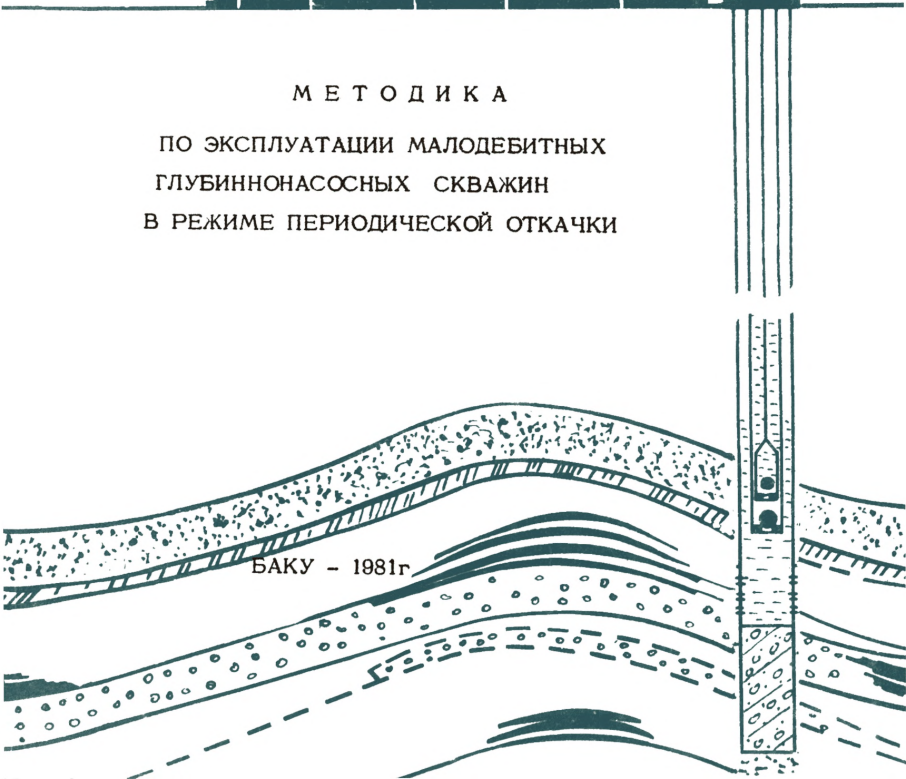 МЕТОДИКА
ПО ЭКСПЛУАТАЦИИ МАЛОДЕБИТНЫХ
ГЛУБИННОНАСОСНЫХ СКВАЖИН
В РЕЖИМЕ ПЕРИОДИЧЕСКОЙ ОТКАЧКИ
БАКУ - 1981г